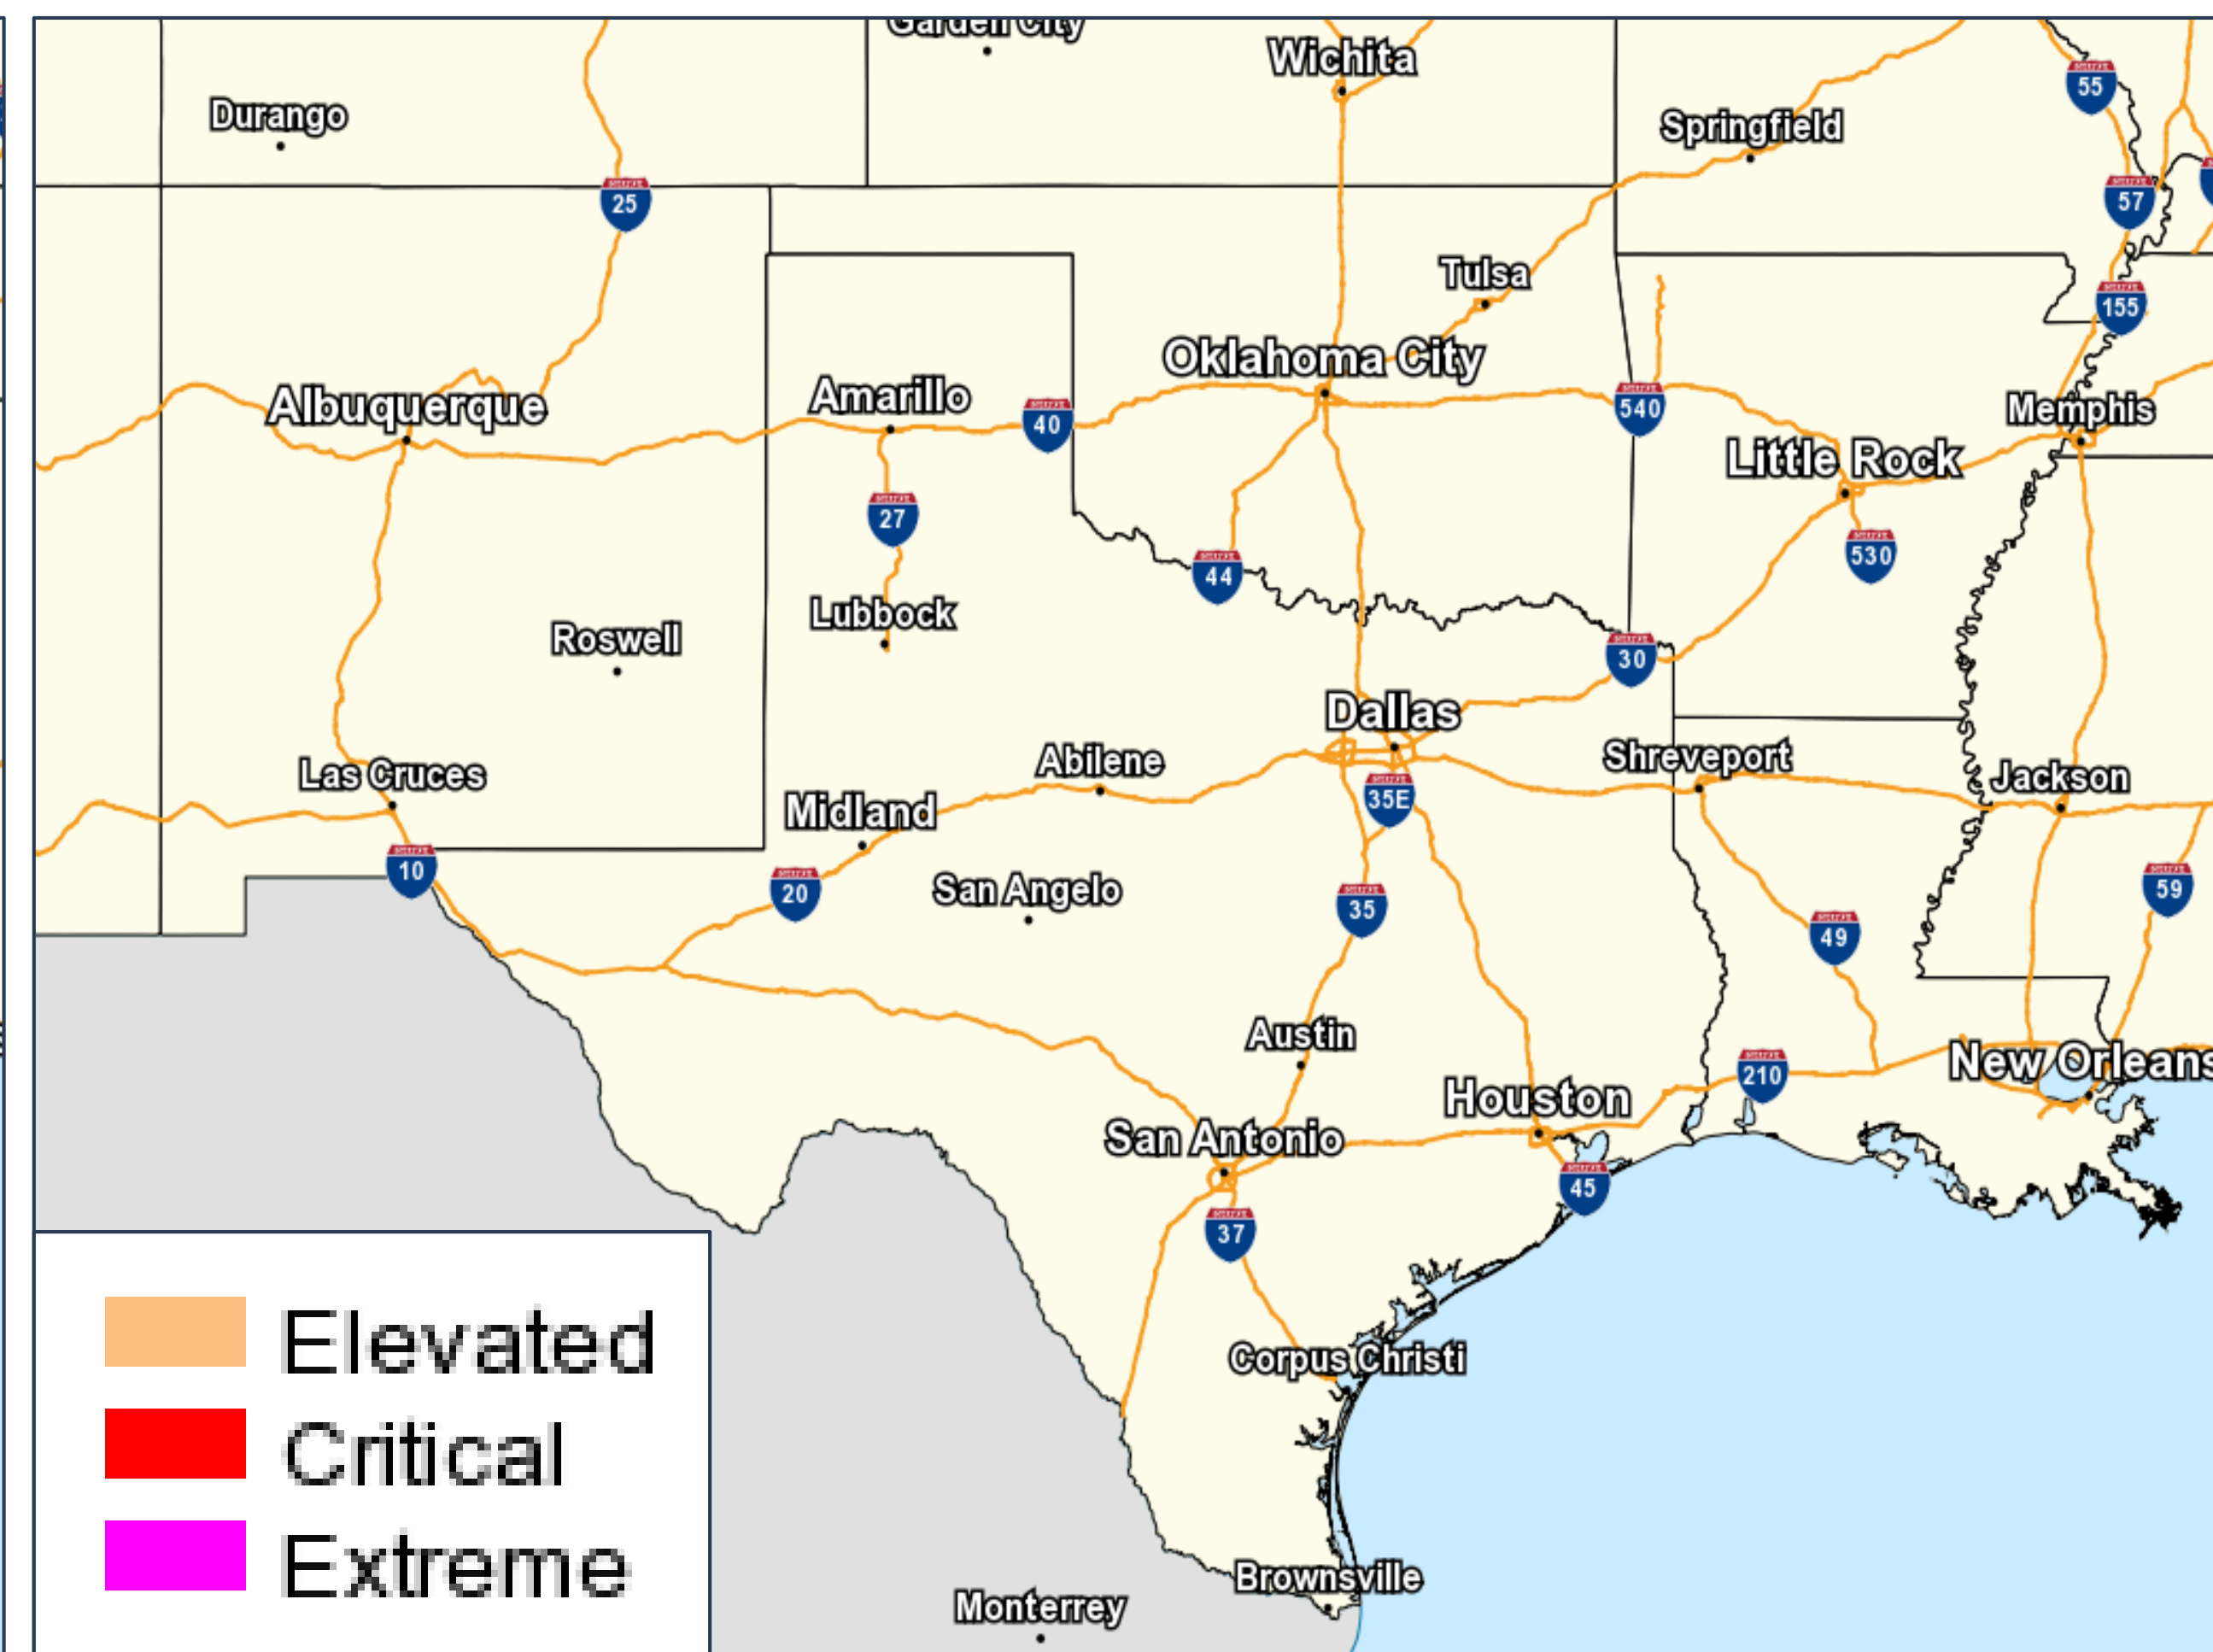 Garden City
Wichita
55
Durango
Springfield
57
25
Tulsa
155
Oklahoma City
Amarillo
Albuquerque
40
540
Memphis
Little Rock
27
530
44
Lubbock
Roswell
30
Dallas
Shreveport
Abilene
Las Cruces
Jackson
35E
Midland
10
20
San Angelo
35
59
49
Austin
New Orleans
210
Houston
San Antonio
45
37
Elevated
Corpus Christi
Critical
Extreme
Brownsville
Monterrey